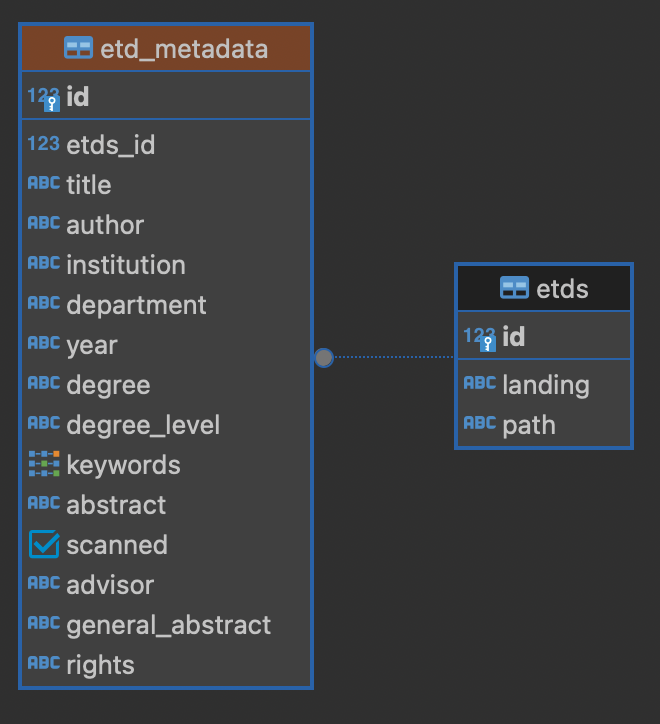 etd_metadata
123 id
123 etds_id
ABC title
ABC author
ABC institution
ABC department
ABC year
ABC degree
ABC degree_level
keywords
ABC abstract
scanned
ABC advisor
ABC general_abstract
ABC rights
etds
123 id
ABC landing
ABC path